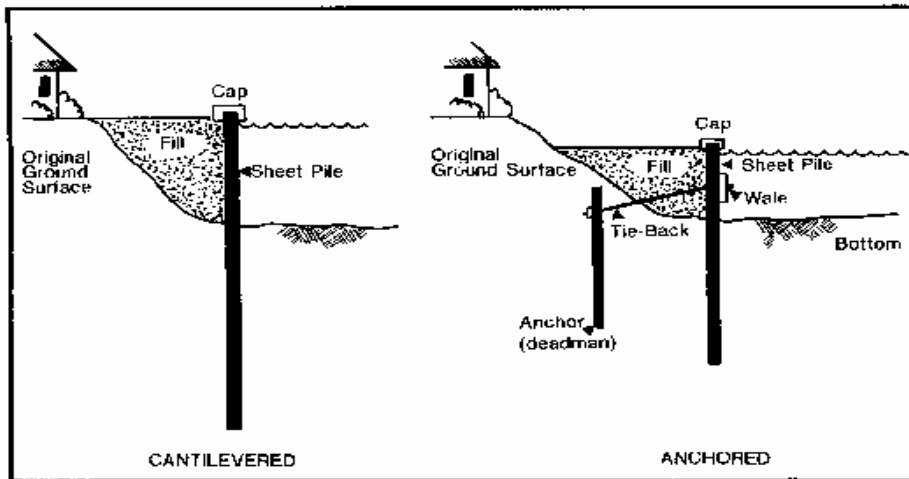 Cap
Fill
Original
Ground
Surface
Sheet Pile
CANTILEVERED
Cap
Original
Ground Surface
Fill
Sheet Pile
Wale
Tie-Back
Bottom
Anchor
(deadman)
ANCHORED